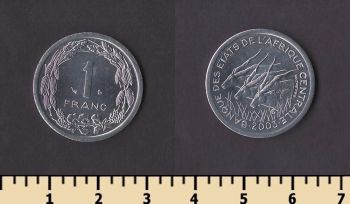 1
FRANC
BANQUE DES ETATS DE L'AFRIQUE CENTRALE
2003
1 2 3 4 5 6 7